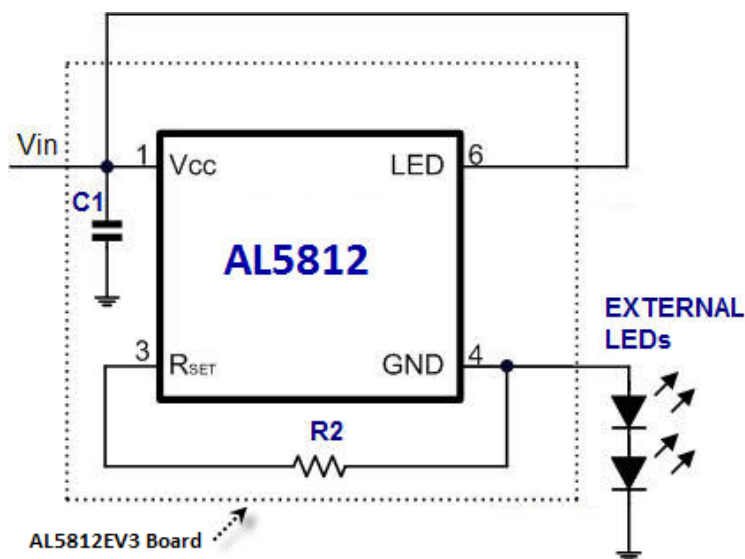 Vin
1
Vcc
LED
6
C1
AL5812
EXTERNAL
LEDs
3
RSET
GND
4
R2
AL5812EV3 Board